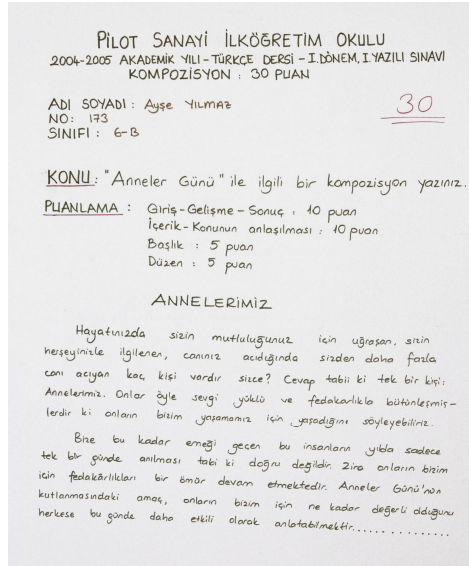 PİLOT SANAYİ İLKÖĞRETİM OKULU
2004-2005 AKADEMİK YILI - TÜRKÇE DERSİ - I.DÖNEM, I.YAZILI SINAVI
KOMPOZİSYON : 30 PUAN
ADI SOYADI : Ayşe YILMAZ
30
NO: 173
SINIFI : 6-B
KONU : "Anneler Günü" ile ilgili bir kompozisyon yazınız.
PUANLAMA : Giriş-Gelişme-Sonuç : 10 puan
İçerik-Konunun anlaşılması : 10 puan
Başlık : 5 puan
Düzen : 5 puan
ANNELERİMİZ
Hayatınızda sizin mutluluğunuz için uğraşan, sizin
herşeyinizle ilgilenen, canınız acıdığında sizden daha fazla
canı acıyan kaç kişi vardır sizce? Cevap tabii ki tek bir kişi:
Annelerimiz. Onlar öyle sevgi yüklü ve fedakarlıkla bütünleşmiş-
lerdir ki onların bizim yaşamamız için yaşadığını söyleyebiliriz.
Bize bu kadar emeği geçen bu insanların yılda sadece
tek bir günde anılması tabi ki doğru değildir. Zira onların bizim
için fedakârlıkları bir ömür devam etmektedir. Anneler Günü'nün
kutlanmasındaki amaç, onların bizim için ne kadar değerli olduğunu
herkese bu günde daha etkili olarak anlatabilmektir..............